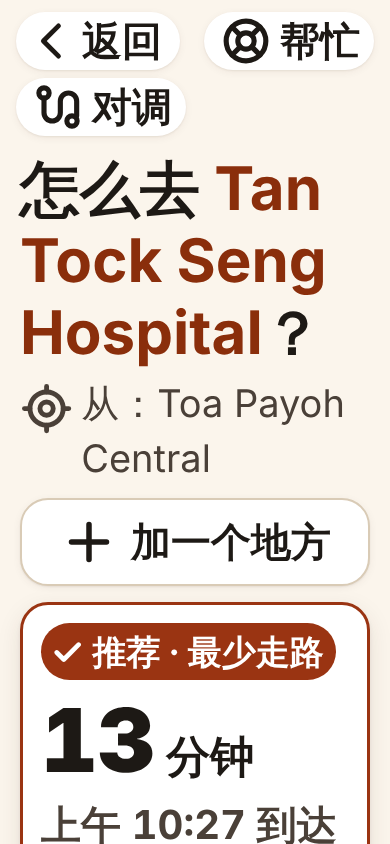 返回
帮忙
对调
怎么去 Tan
Tock Seng
Hospital？
从：Toa Payoh
Central
加一个地方
推荐 · 最少走路
13 分钟
上午 10:27 到达